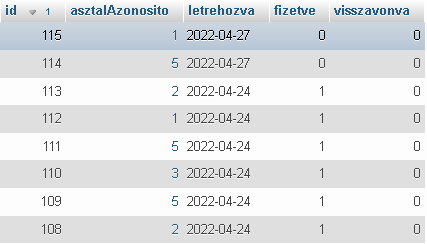 id 1 asztalAzonosito letrehozva fizetve visszavonva
115 1 2022-04-27 0 0
114 5 2022-04-27 0 0
113 2 2022-04-24 1 0
112 1 2022-04-24 1 0
111 5 2022-04-24 1 0
110 3 2022-04-24 1 0
109 5 2022-04-24 1 0
108 2 2022-04-24 1 0